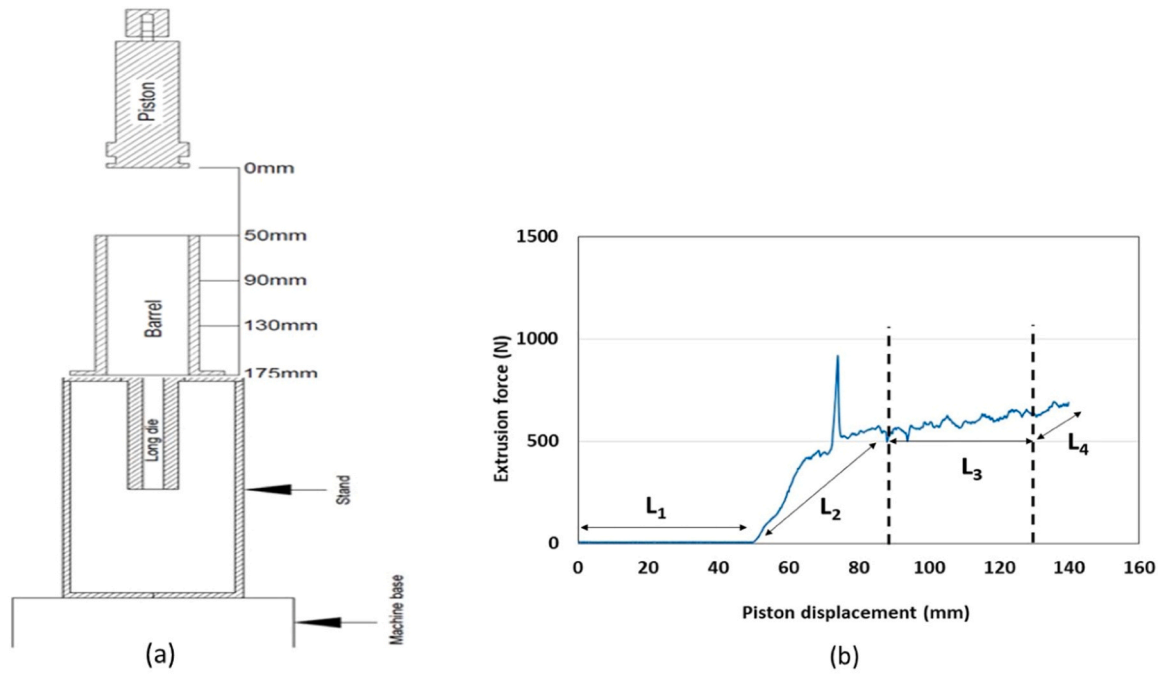 Piston
0mm
50mm
90mm
Barrel
130mm
175mm
Long die
Stand
Machine base
(a)
1500
1000
500
0
Extrusion force (N)
L1
L2
L3
L4
0 20 40 60 80 100 120 140 160
Piston displacement (mm)
(b)